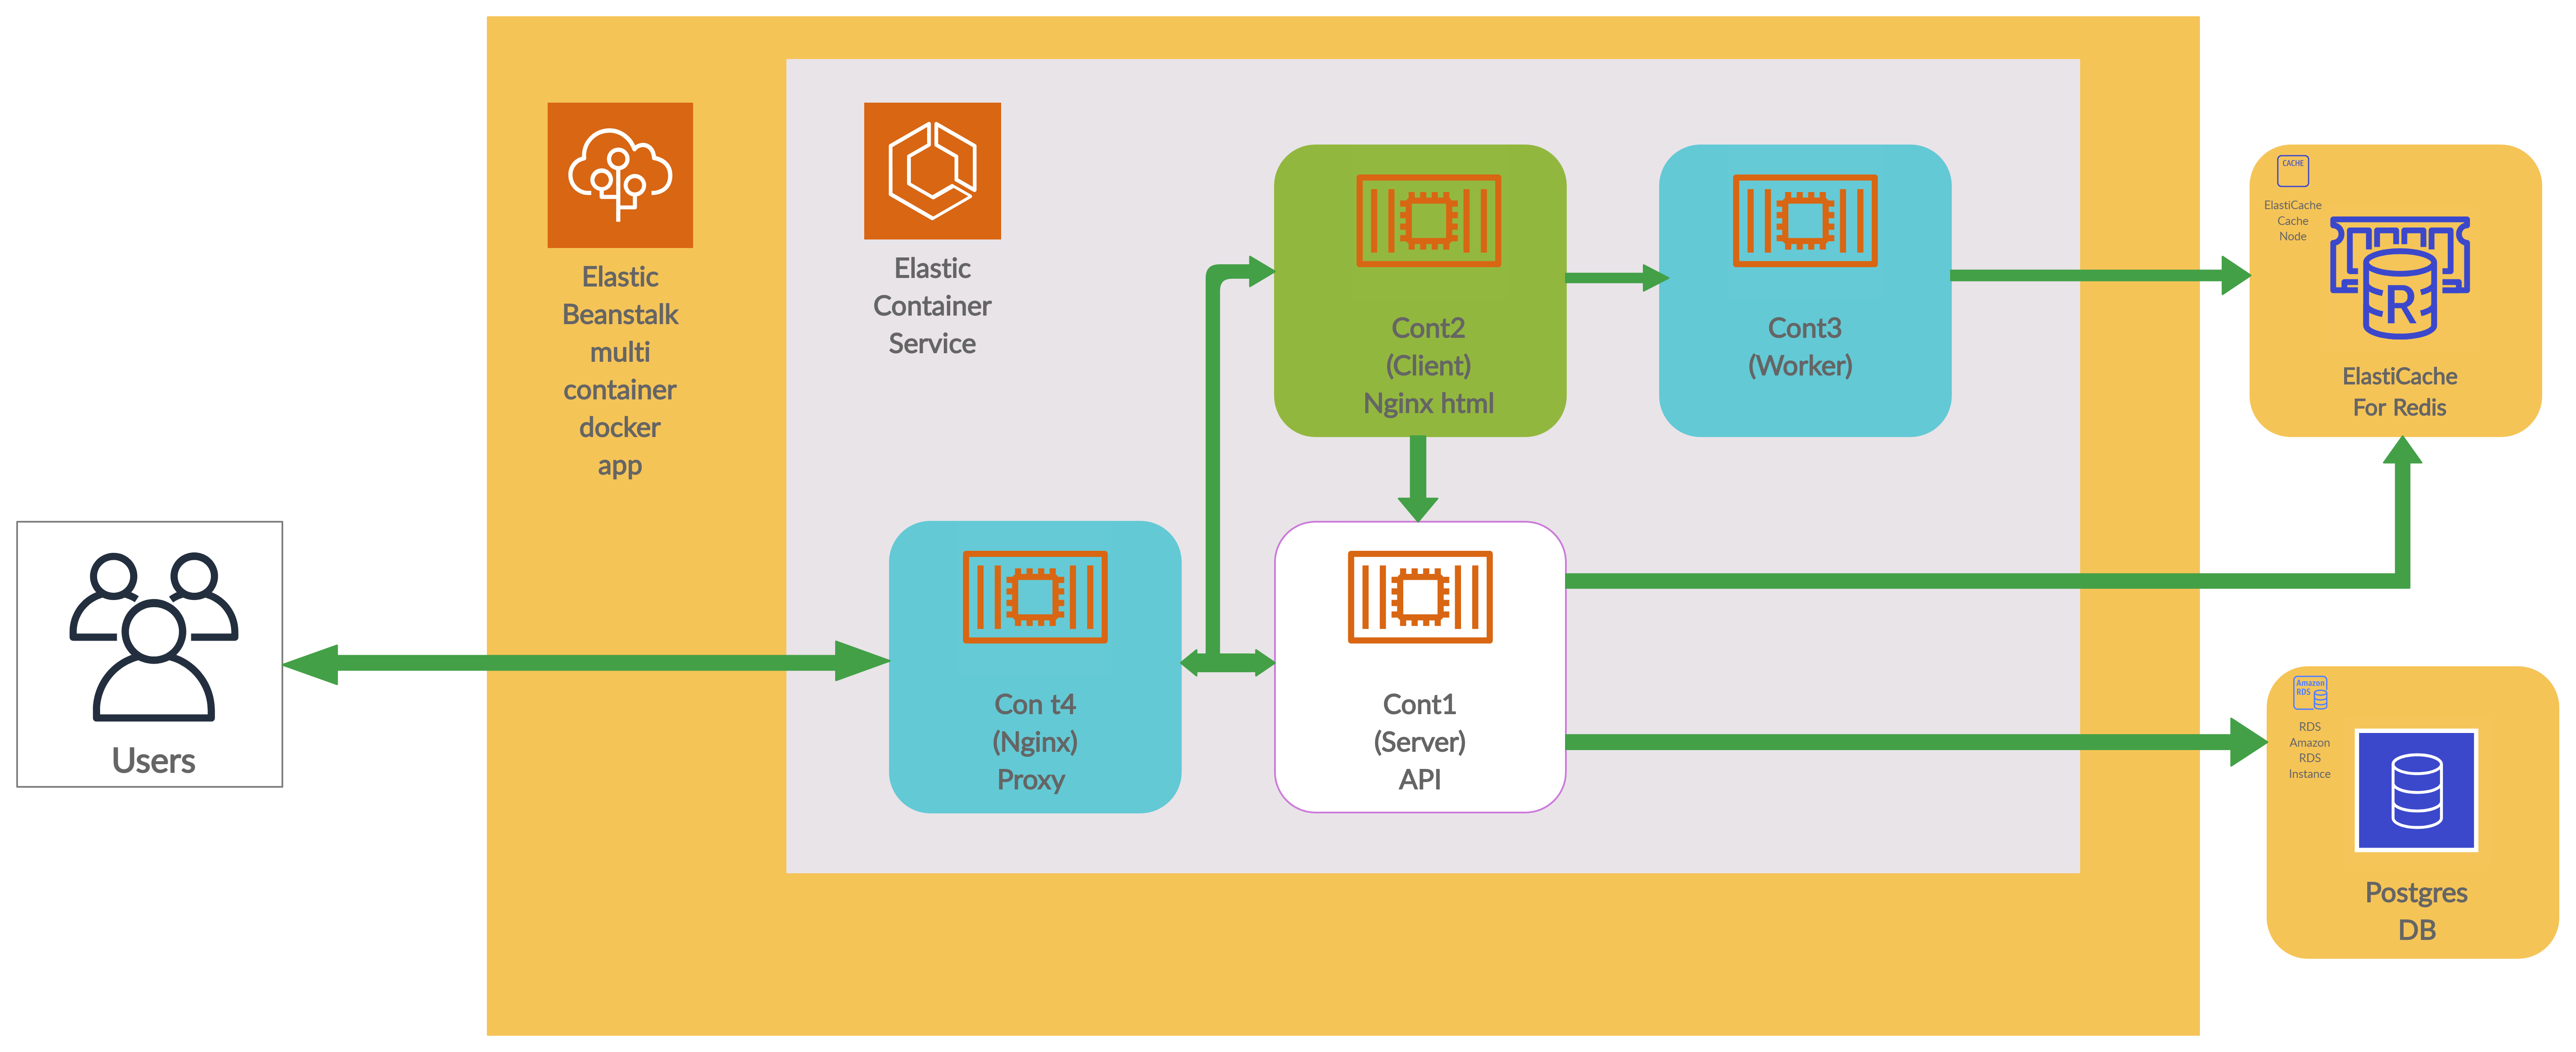 Elastic
Beanstalk
multi
container
docker
app
Elastic
Container
Service
Cont2
(Client)
Nginx html
Cont3
(Worker)
CACHE
ElastiCache
Cache
Node
R
ElastiCache
For Redis
Users
Con t4
(Nginx)
Proxy
Cont1
(Server)
API
Amazon
RDS
RDS
Amazon
RDS
Instance
Postgres
DB